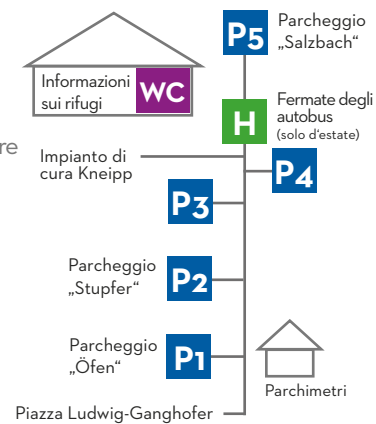 P5
Parcheggio
„Salzbach“
Informazioni
sui rifugi
WC
H
Fermate degli
autobus
(solo d‘estate)
re
Impianto di
cura Kneipp
P4
P3
Parcheggio
„Stupfer“
P2
Parcheggio
„Öfen“
P1
Parchimetri
Piazza Ludwig-Ganghofer